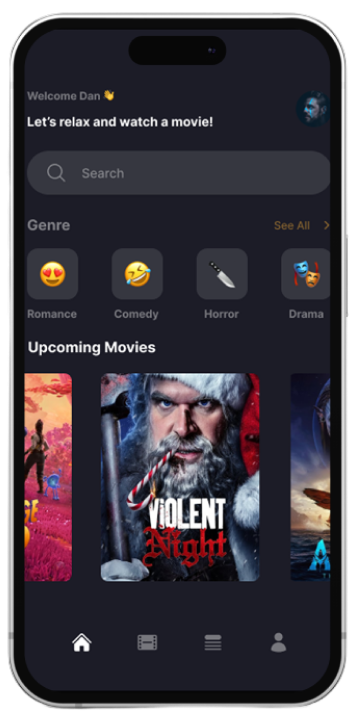 Welcome Dan 👋
Let's relax and watch a movie!
Search
Genre
See All >
Romance
Comedy
Horror
Drama
Upcoming Movies
VIOLENT
Night